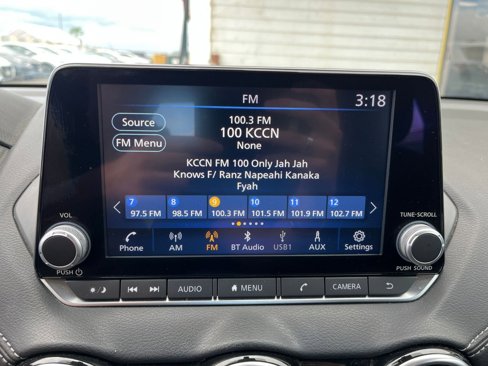 FM
3:18
Source
FM Menu
100.3 FM
100 KCCN
None
KCCN FM 100 Only Jah Jah
Knows F/ Ranz Napeahi Kanaka
Fyah
7 8 9 10 11 12
97.5 FM 98.5 FM 100.3 FM 101.5 FM 101.9 FM 102.7 FM
Phone AM FM BT Audio USB1 AUX Settings
VOL
TUNE·SCROLL
PUSH
PUSH SOUND
AUDIO MENU CAMERA